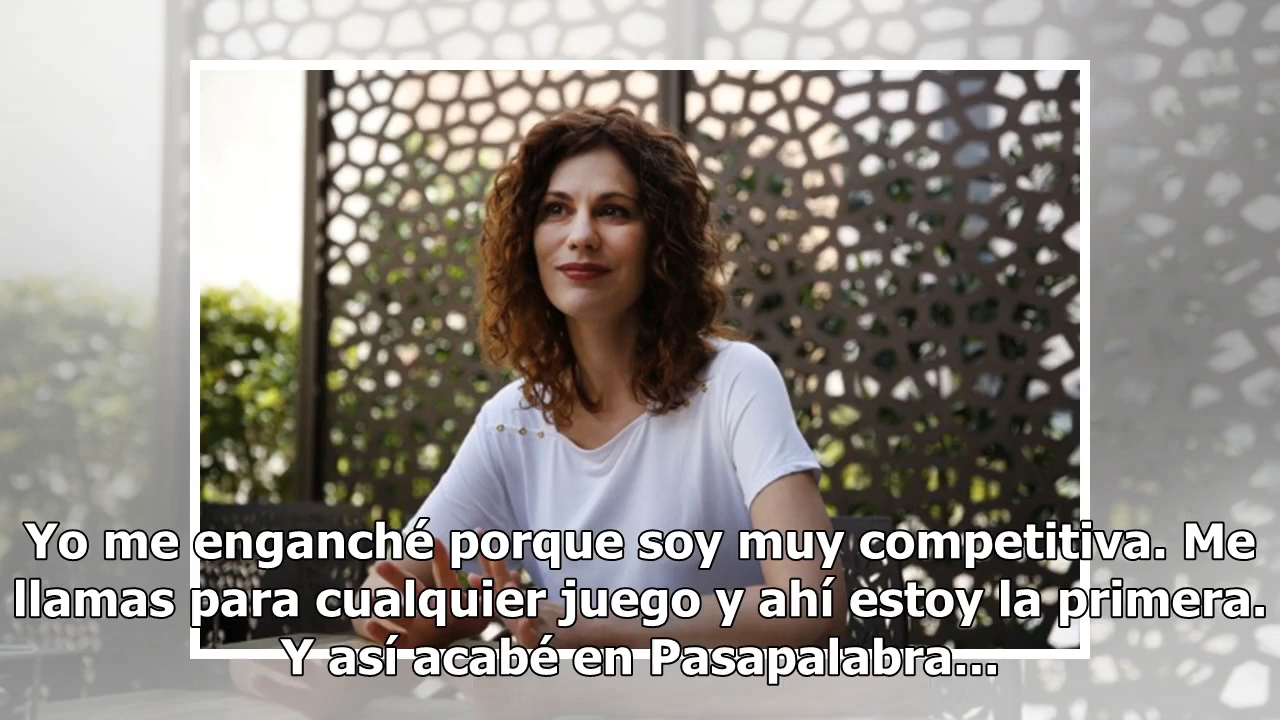 Yo me enganché porque soy muy competitiva. Me
llamas para cualquier juego y ahí estoy la primera.
Y así acabé en Pasapalabra...